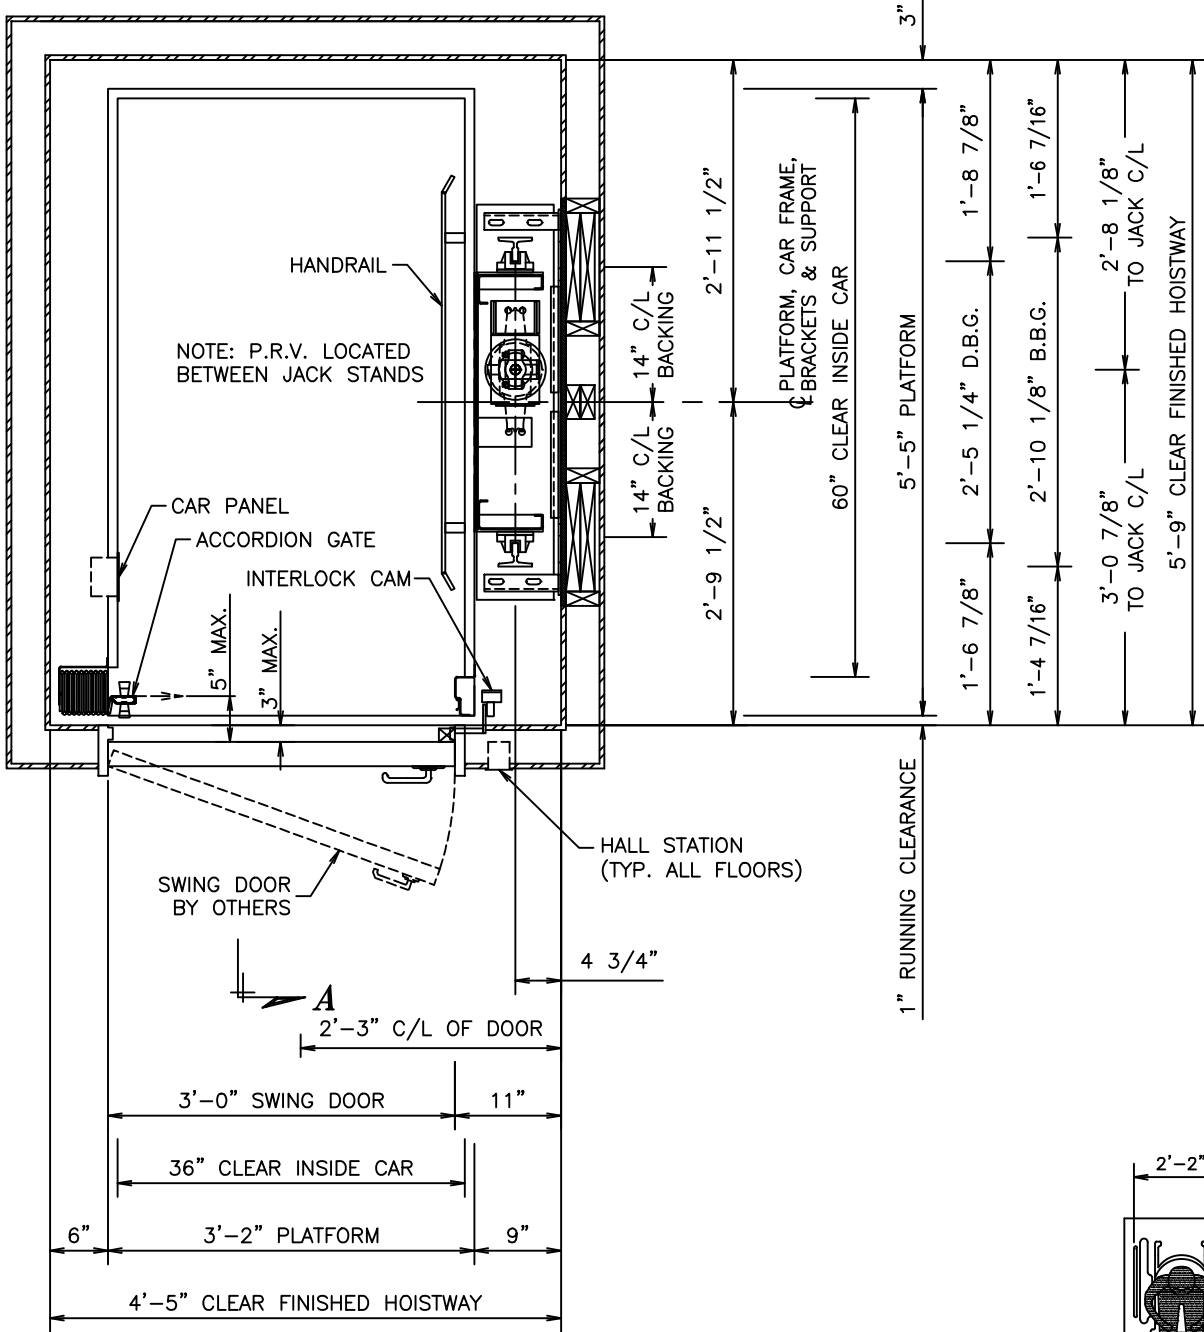 3"
HANDRAIL
NOTE: P.R.V. LOCATED
BETWEEN JACK STANDS
CAR PANEL
ACCORDION GATE
INTERLOCK CAM
5" MAX.
3" MAX.
14" C/L
BACKING
14" C/L
BACKING
2'-11 1/2"
2'-9 1/2"
℄ PLATFORM, CAR FRAME,
BRACKETS & SUPPORT
60" CLEAR INSIDE CAR
5'-5" PLATFORM
1'-8 7/8"
2'-5 1/4" D.B.G.
1'-6 7/8"
1'-6 7/16"
2'-10 1/8" B.B.G.
1'-4 7/16"
2'-8 1/8"
TO JACK C/L
3'-0 7/8"
TO JACK C/L
5'-9" CLEAR FINISHED HOISTWAY
1" RUNNING CLEARANCE
HALL STATION
(TYP. ALL FLOORS)
SWING DOOR
BY OTHERS
4 3/4"
A
2'-3" C/L OF DOOR
3'-0" SWING DOOR
11"
36" CLEAR INSIDE CAR
6"
3'-2" PLATFORM
9"
4'-5" CLEAR FINISHED HOISTWAY
2'-2"